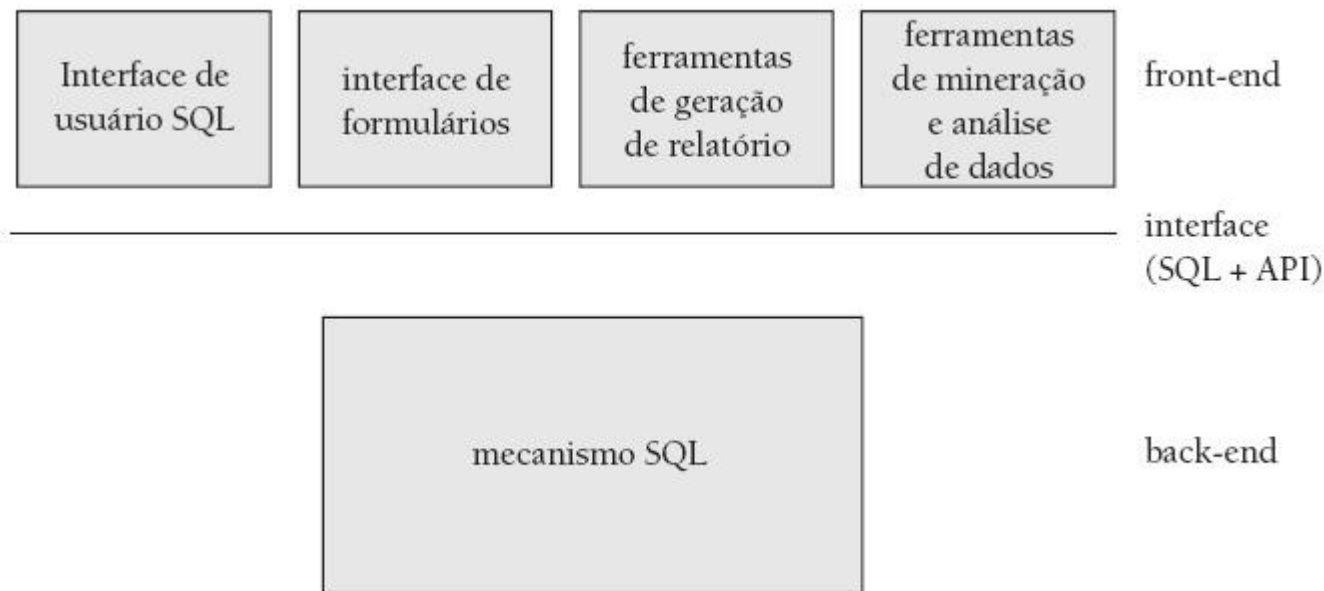 Interface de
usuário SQL
interface de
formulários
ferramentas
de geração
de relatório
ferramentas
de mineração
e análise
de dados
front-end
interface
(SQL + API)
mecanismo SQL
back-end